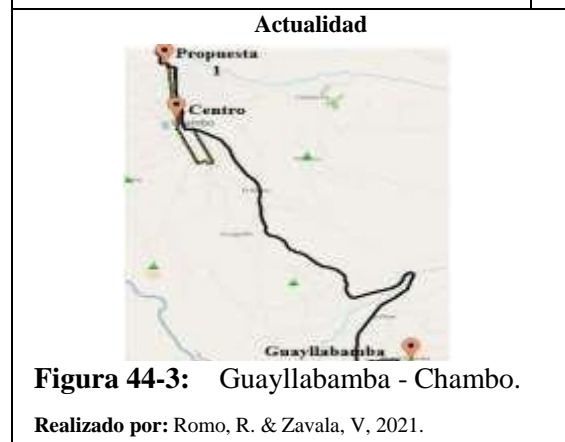 Actualidad
Propuesta
1
Centro
Guayllabamba
Figura 44-3: Guayllabamba - Chambo.
Realizado por: Romo, R. & Zavala, V, 2021.